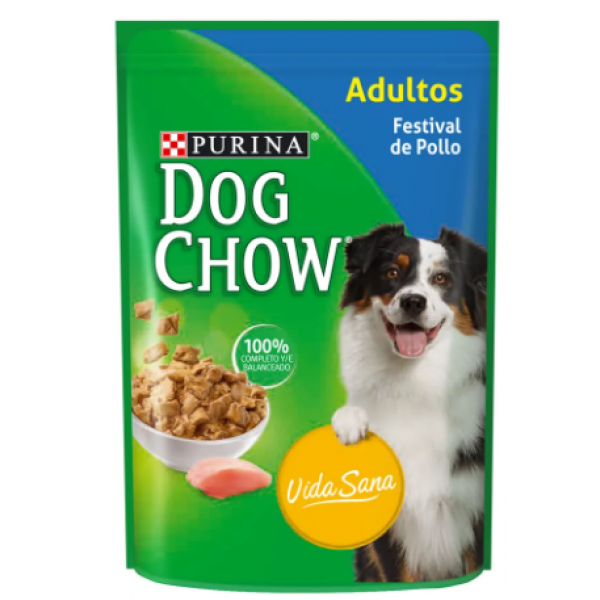 Adultos
Festival
de Pollo
PURINA®
DOG
CHOW®
100%
COMPLETO Y/E
BALANCEADO
Vida Sana